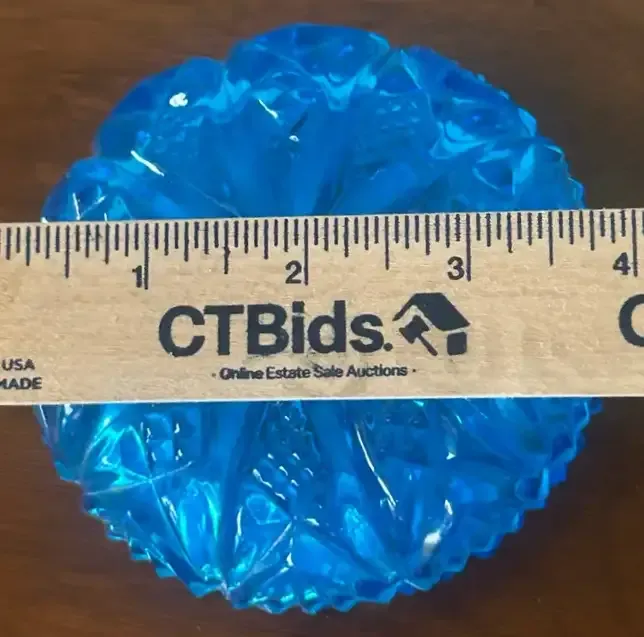 1 2 3 4
CTBids. C
USA
MADE
- Online Estate Sale Auctions -